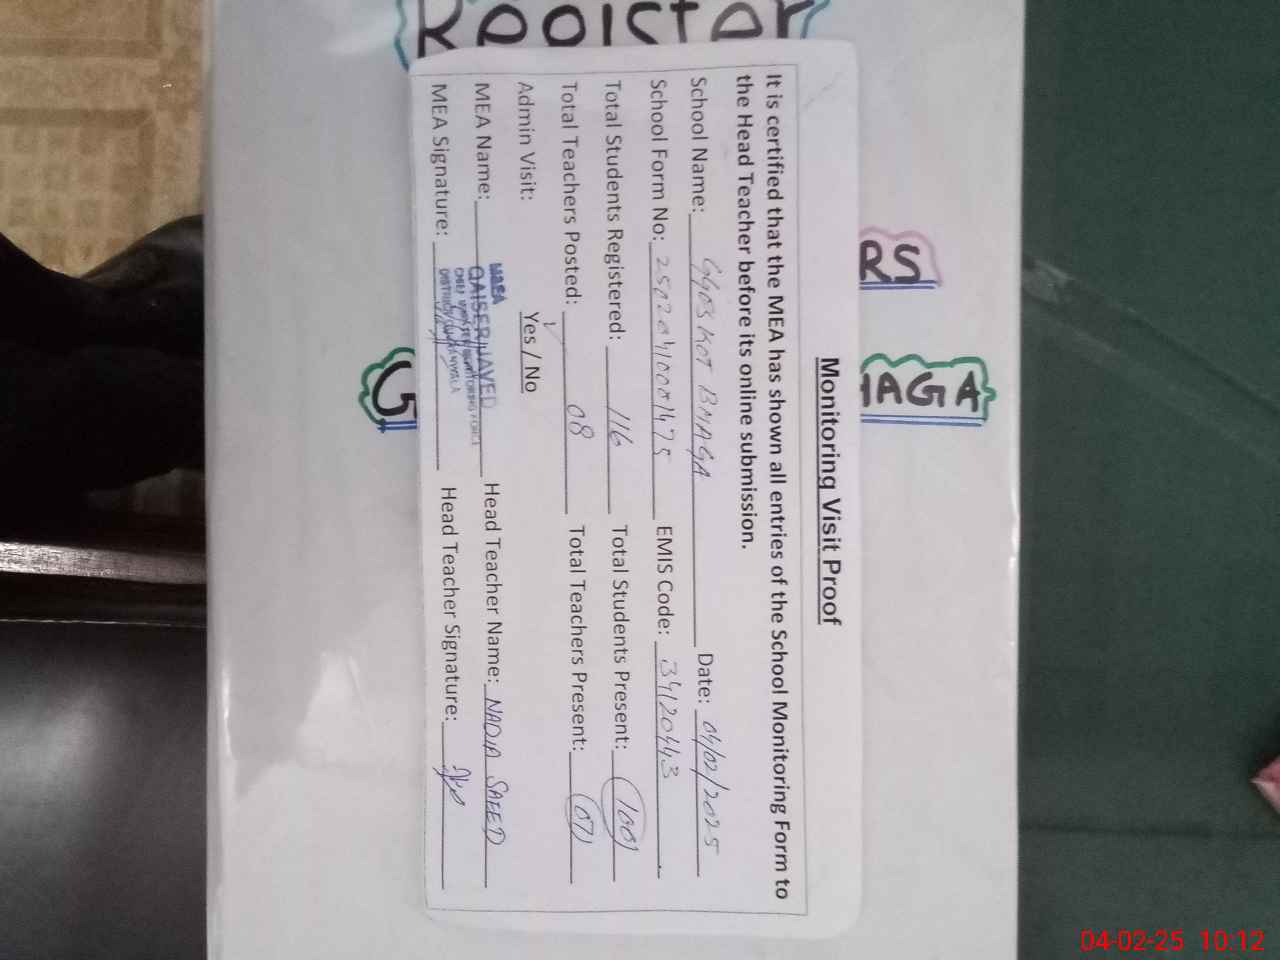 Register
RS
HAGA
G
Monitoring Visit Proof
It is certified that the MEA has shown all entries of the School Monitoring Form to
the Head Teacher before its online submission.
School Name: GGES KOT BHAGA Date: 04/02/2025
School Form No: EMIS Code: 34120443
Total Students Registered: 116 Total Students Present: 100
Total Teachers Posted: 08 Total Teachers Present: 07
Admin Visit: Yes / No
MEA Name: QAISER JAVED Head Teacher Name: NADIA SAEED
MEA Signature: Head Teacher Signature:
04-02-25 10:12